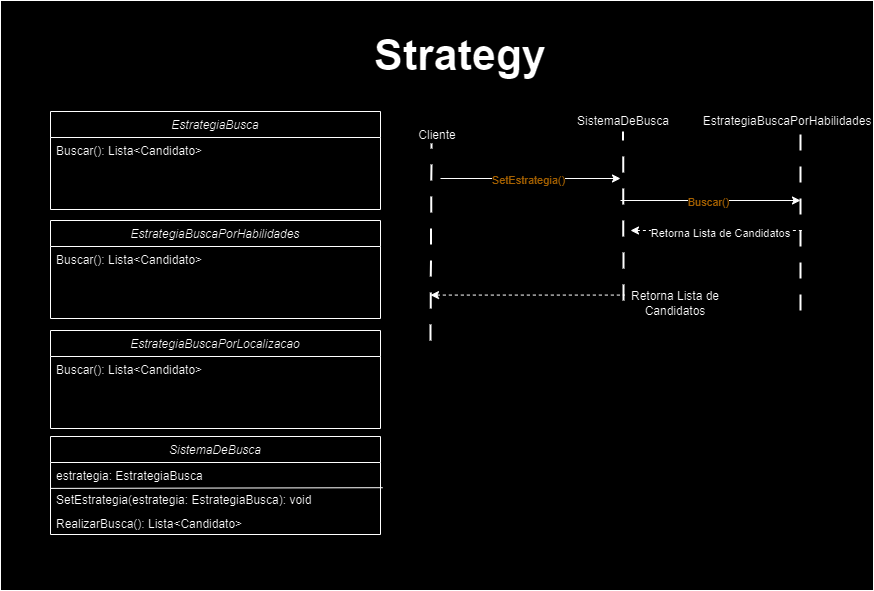 Strategy
EstrategiaBusca
Buscar(): Lista<Candidato>
EstrategiaBuscaPorHabilidades
Buscar(): Lista<Candidato>
EstrategiaBuscaPorLocalizacao
Buscar(): Lista<Candidato>
SistemaDeBusca
estrategia: EstrategiaBusca
SetEstrategia(estrategia: EstrategiaBusca): void
RealizarBusca(): Lista<Candidato>
Cliente
SistemaDeBusca
EstrategiaBuscaPorHabilidades
SetEstrategia()
Buscar()
Retorna Lista de Candidatos
Retorna Lista de
Candidatos